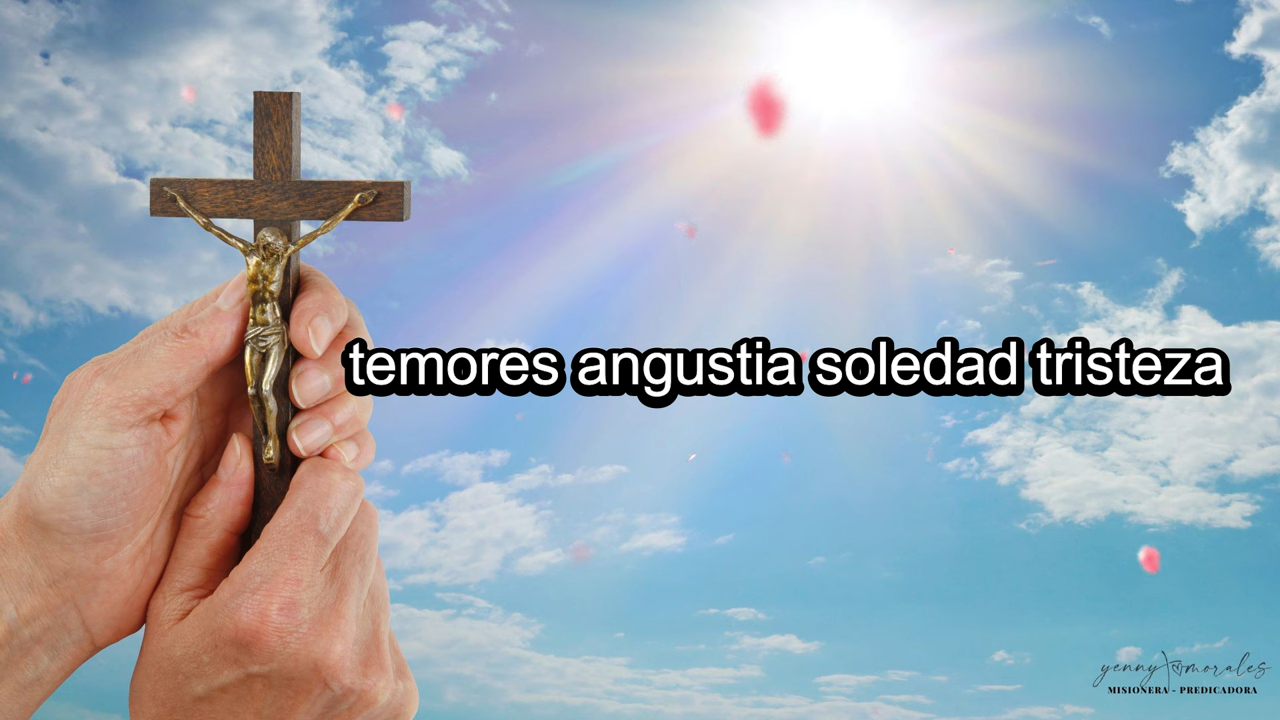 temores angustia soledad tristeza
yenny morales
MISIONERA - PREDICADORA